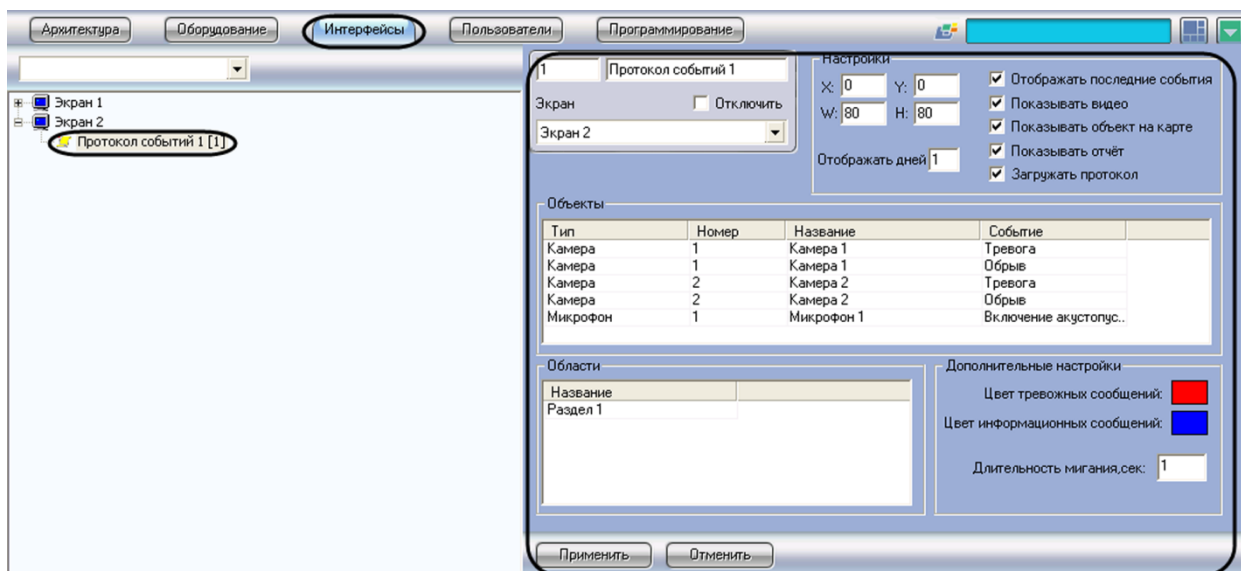 Архитектура Оборудование Интерфейсы Пользователи Программирование
Экран 1
Экран 2
Протокол событий 1 [1]
1 Протокол событий 1
Экран Отключить
Экран 2
Настройки
X: 0 Y: 0
W: 80 H: 80
Отображать дней 1
Отображать последние события
Показывать видео
Показывать объект на карте
Показывать отчёт
Загружать протокол
Объекты
Тип Номер Название Событие
Камера 1 Камера 1 Тревога
Камера 1 Камера 1 Обрыв
Камера 2 Камера 2 Тревога
Камера 2 Камера 2 Обрыв
Микрофон 1 Микрофон 1 Включение акустопус..
Области
Название
Раздел 1
Дополнительные настройки
Цвет тревожных сообщений:
Цвет информационных сообщений:
Длительность мигания,сек: 1
Применить Отменить